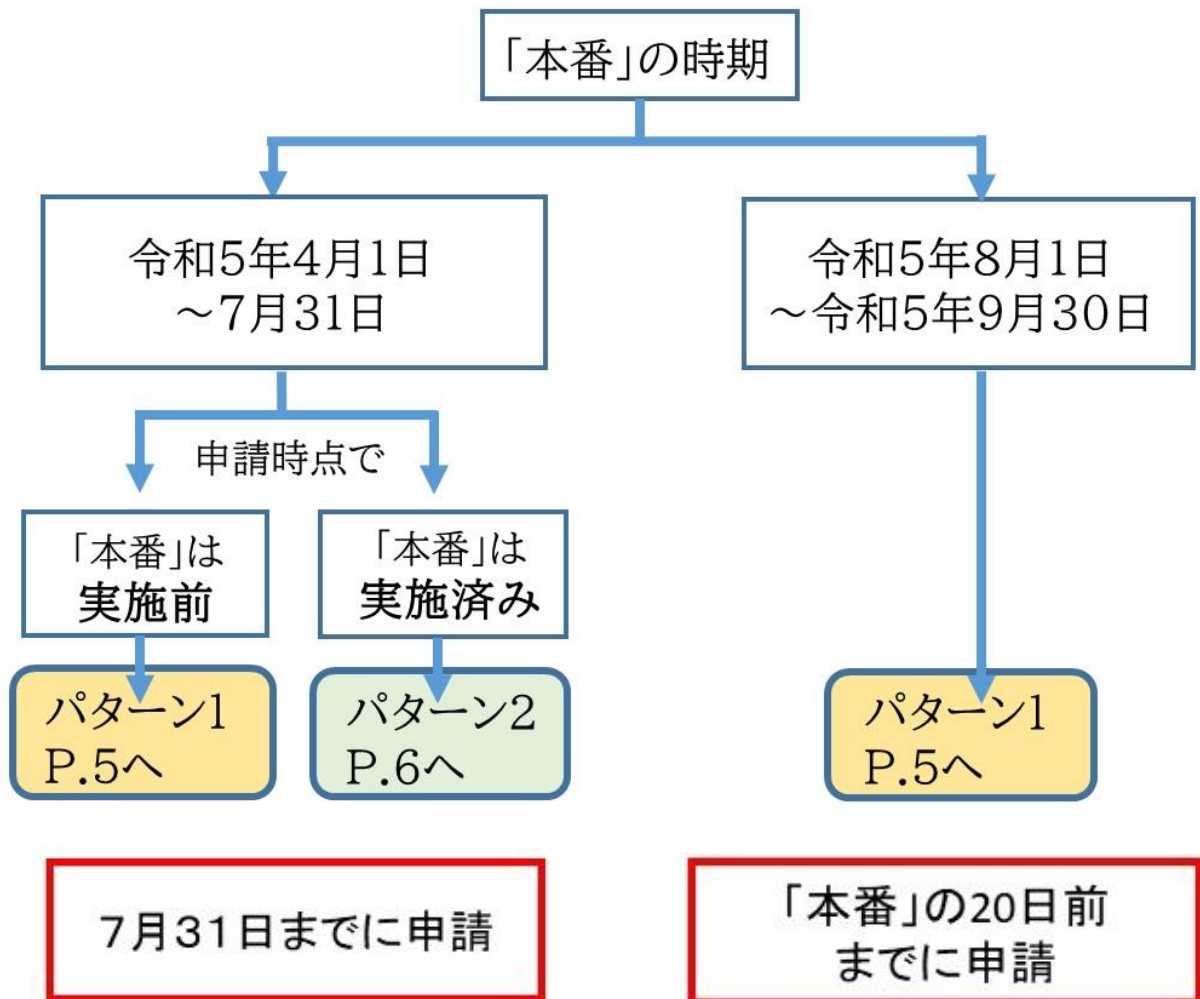 「本番」の時期
令和5年4月1日
～7月31日
令和5年8月1日
～令和5年9月30日
申請時点で
「本番」は
実施前
「本番」は
実施済み
パターン1
P.5へ
パターン2
P.6へ
パターン1
P.5へ
７月３１日までに申請
「本番」の20日前
までに申請